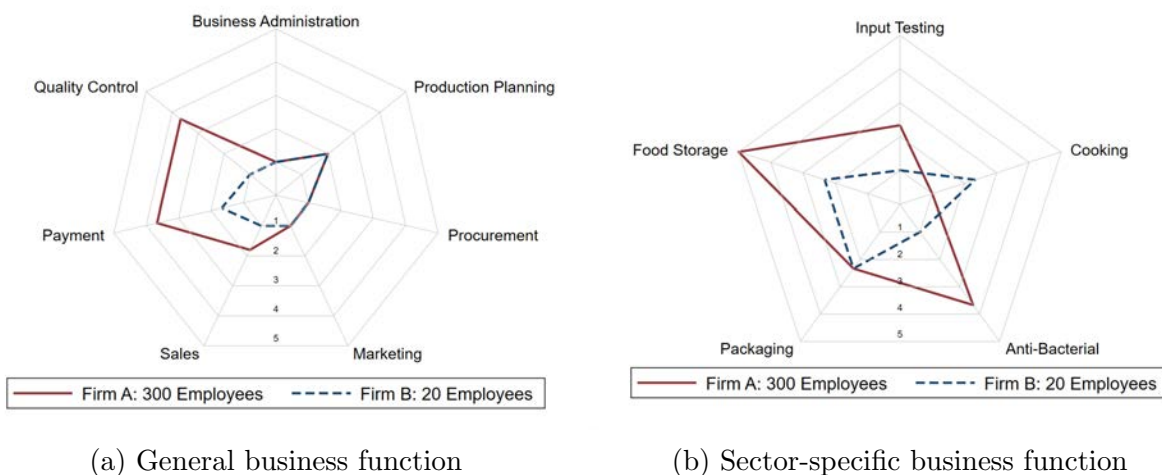 Business Administration
Quality Control
Production Planning
Payment
Procurement
Sales
Marketing
1
2
3
4
5
Firm A: 300 Employees
Firm B: 20 Employees
(a) General business function
Input Testing
Food Storage
Cooking
Packaging
Anti-Bacterial
1
2
3
4
5
Firm A: 300 Employees
Firm B: 20 Employees
(b) Sector-specific business function